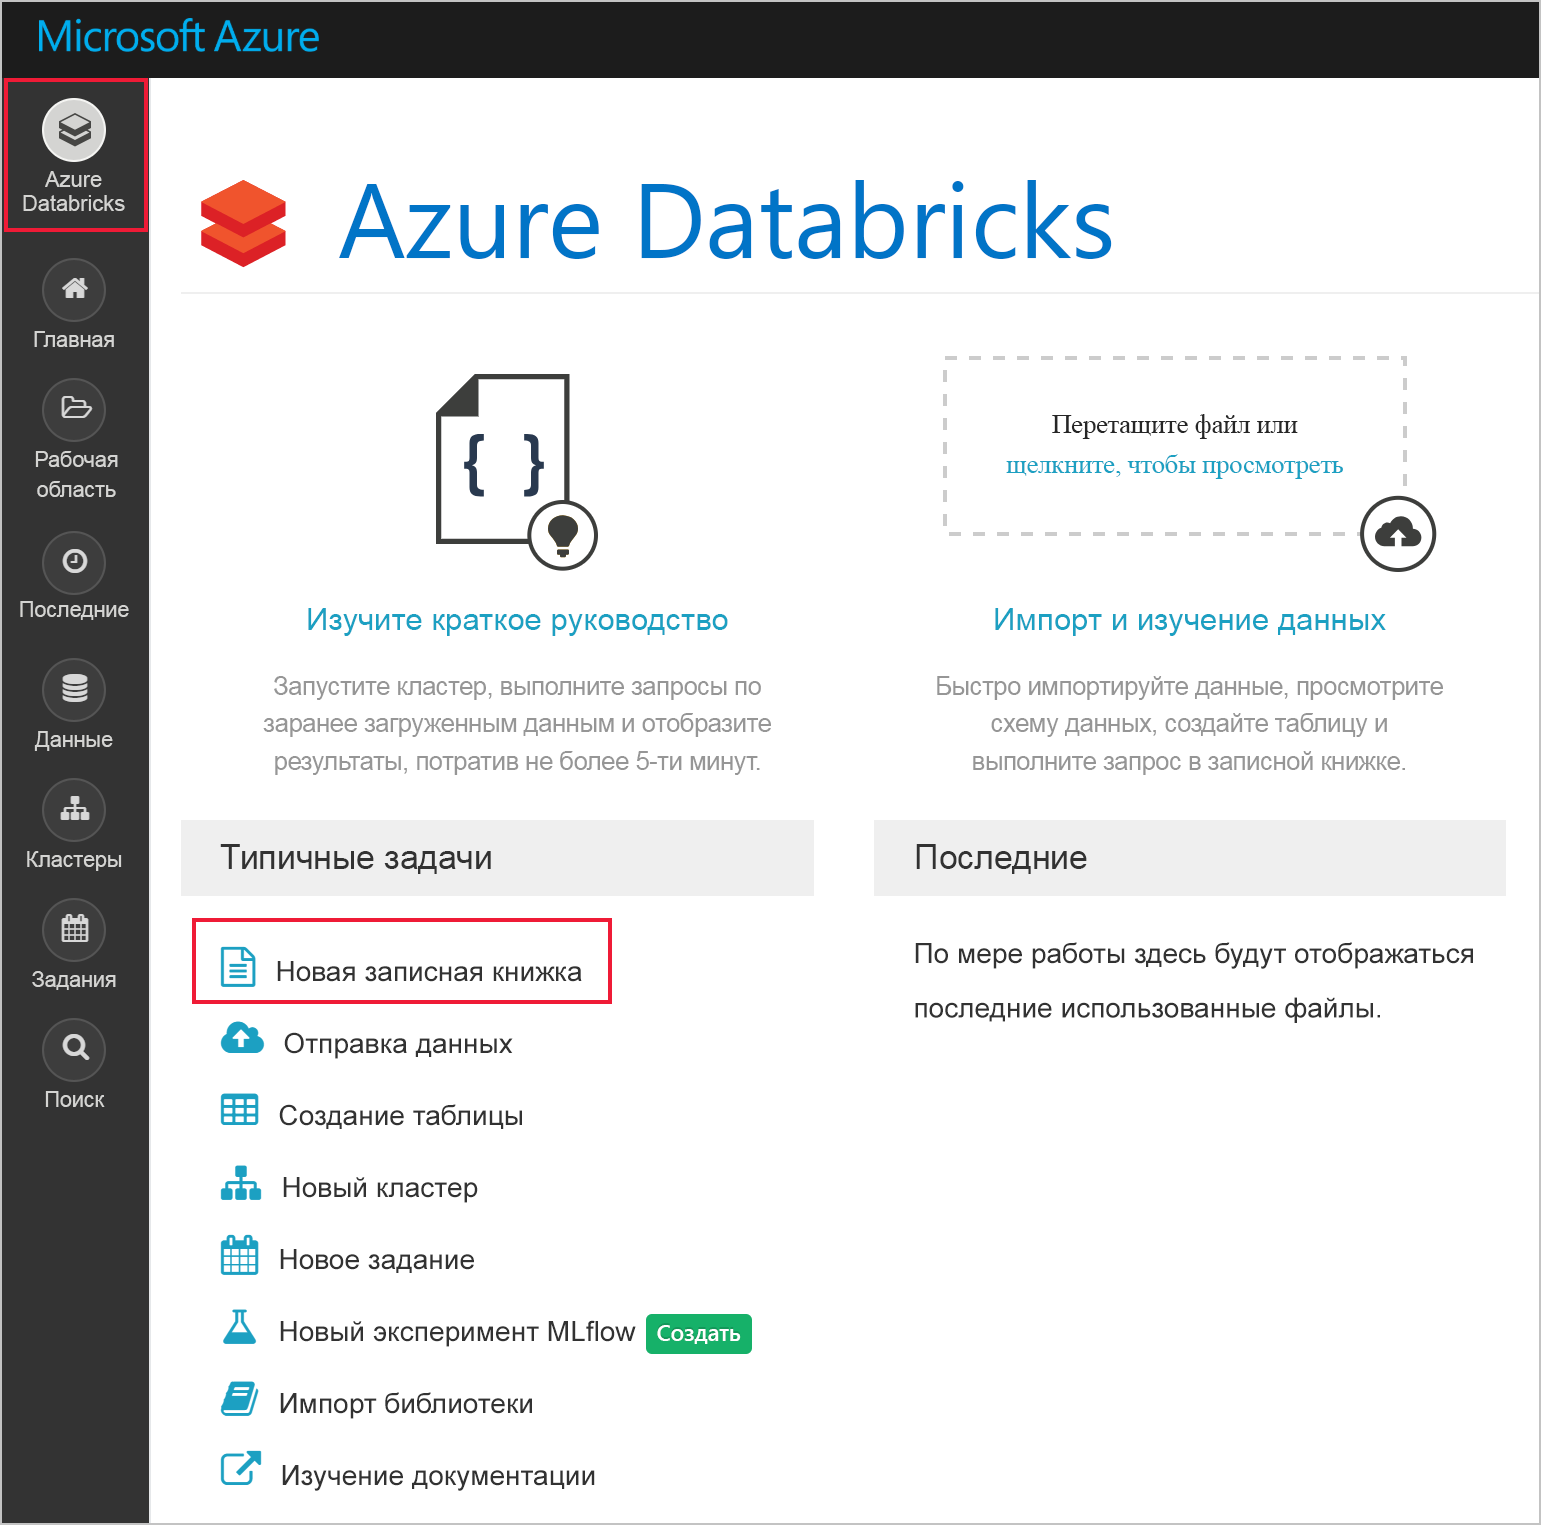 Microsoft Azure
Azure
Databricks
Главная
Рабочая
область
Последние
Данные
Кластеры
Задания
Поиск
Azure Databricks
{ }
Изучите краткое руководство
Запустите кластер, выполните запросы по
заранее загруженным данным и отобразите
результаты, потратив не более 5-ти минут.
Перетащите файл или
щелкните, чтобы просмотреть
Импорт и изучение данных
Быстро импортируйте данные, просмотрите
схему данных, создайте таблицу и
выполните запрос в записной книжке.
Типичные задачи
Новая записная книжка
Отправка данных
Создание таблицы
Новый кластер
Новое задание
Новый эксперимент MLflow Создать
Импорт библиотеки
Изучение документации
Последние
По мере работы здесь будут отображаться
последние использованные файлы.